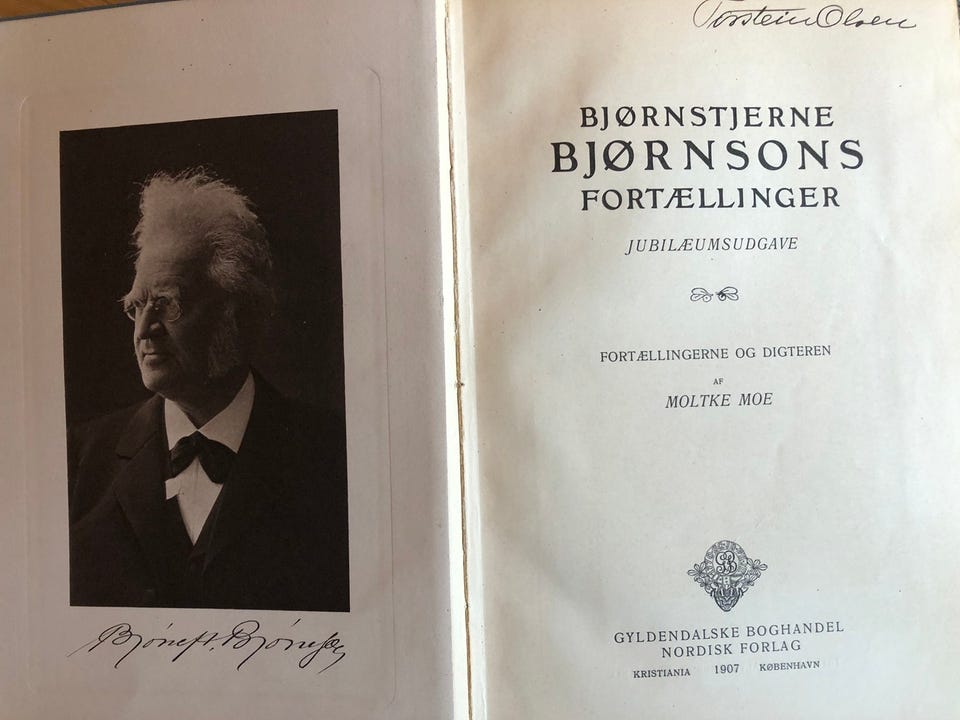 Bjørnst. Bjørnson
Torstein Olsen
BJØRNSTJERNE
BJØRNSONS
FORTÆLLINGER
JUBILÆUMSUDGAVE
FORTÆLLINGERNE OG DIGTEREN
AF
MOLTKE MOE
GB
GYLDENDALSKE BOGHANDEL
NORDISK FORLAG
KRISTIANIA 1907 KØBENHAVN